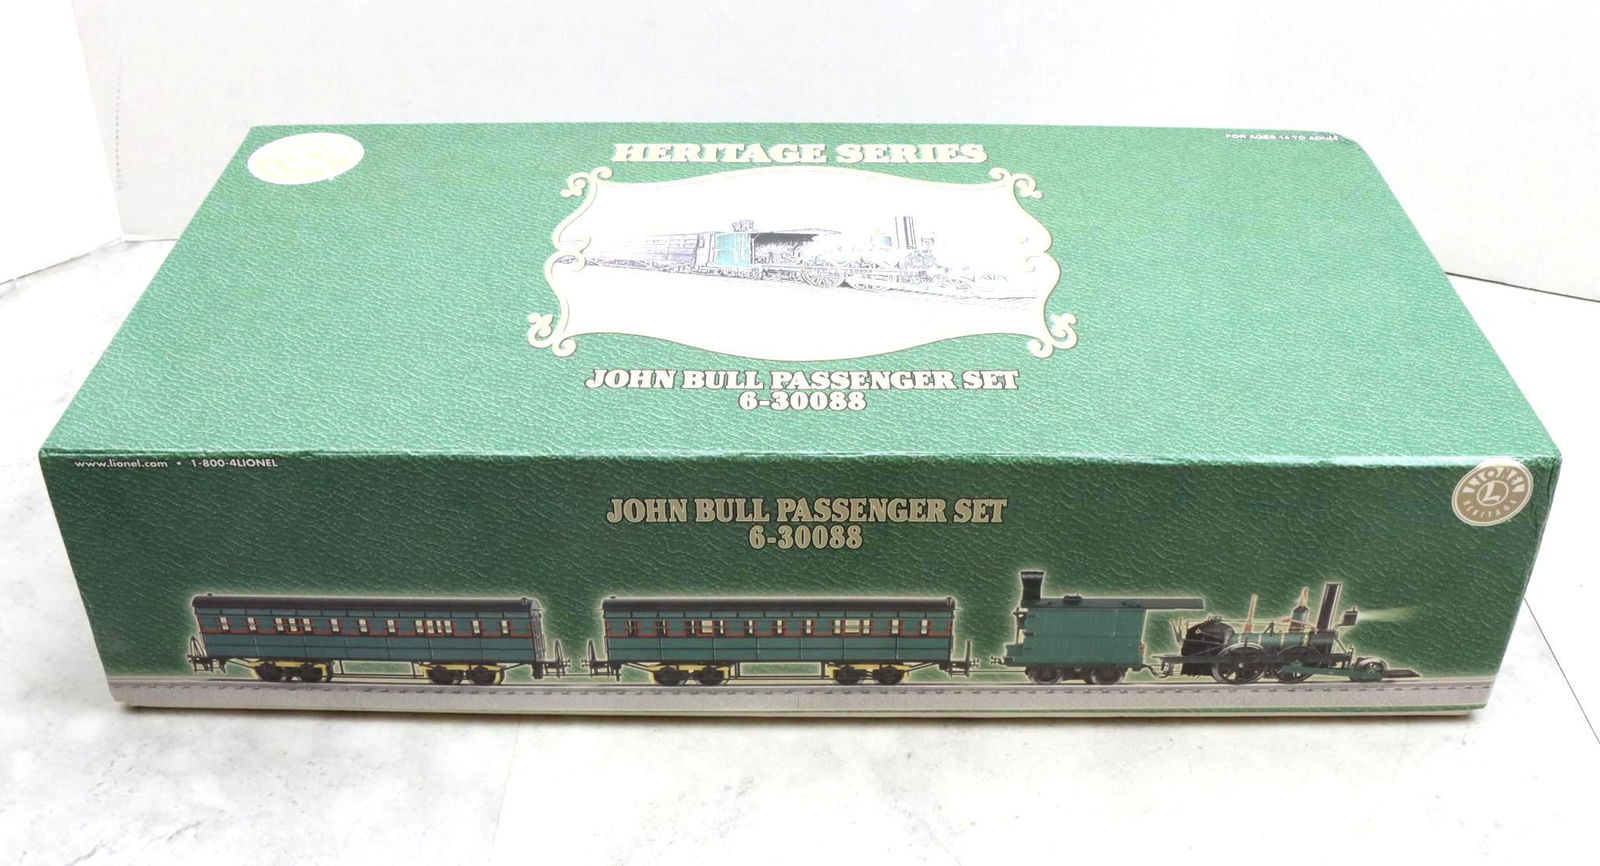 HERITAGE SERIES
FOR AGES 14 TO ADULT
JOHN BULL PASSENGER SET
6-30088
www.lionel.com • 1-800-4LIONEL
JOHN BULL PASSENGER SET
6-30088
LIONEL
L
HERITAGE